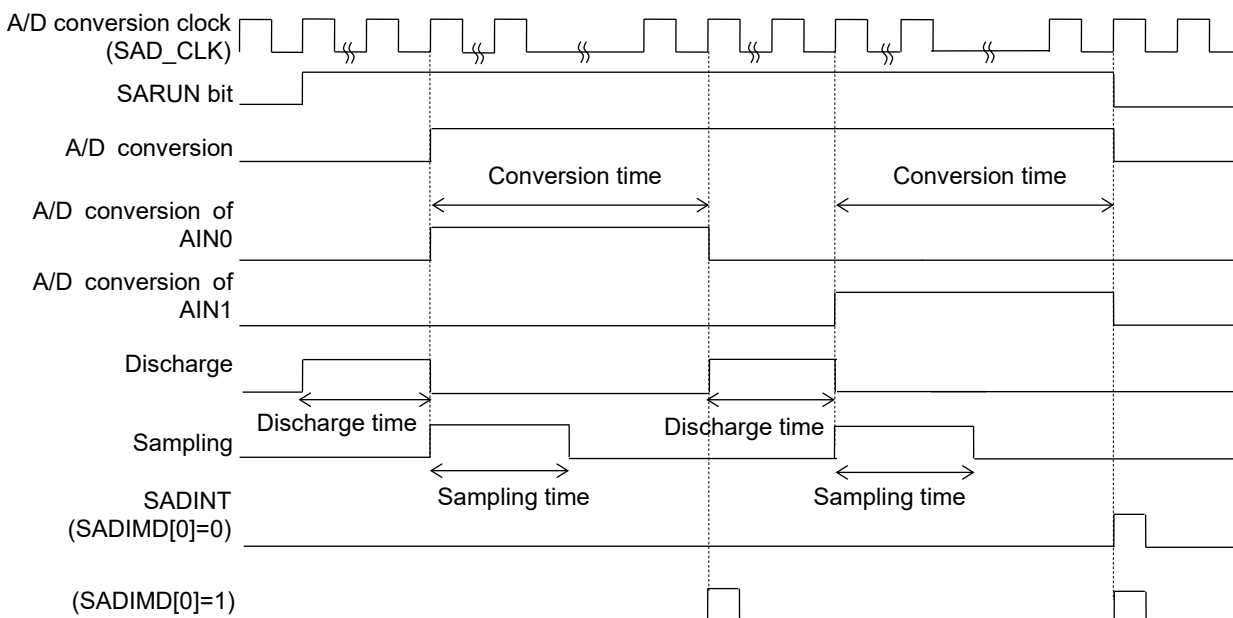 A/D conversion clock
(SAD_CLK)
SARUN bit
A/D conversion
Conversion time
Conversion time
A/D conversion of
AIN0
A/D conversion of
AIN1
Discharge
Discharge time
Discharge time
Sampling
Sampling time
Sampling time
SADINT
(SADIMD[0]=0)
(SADIMD[0]=1)